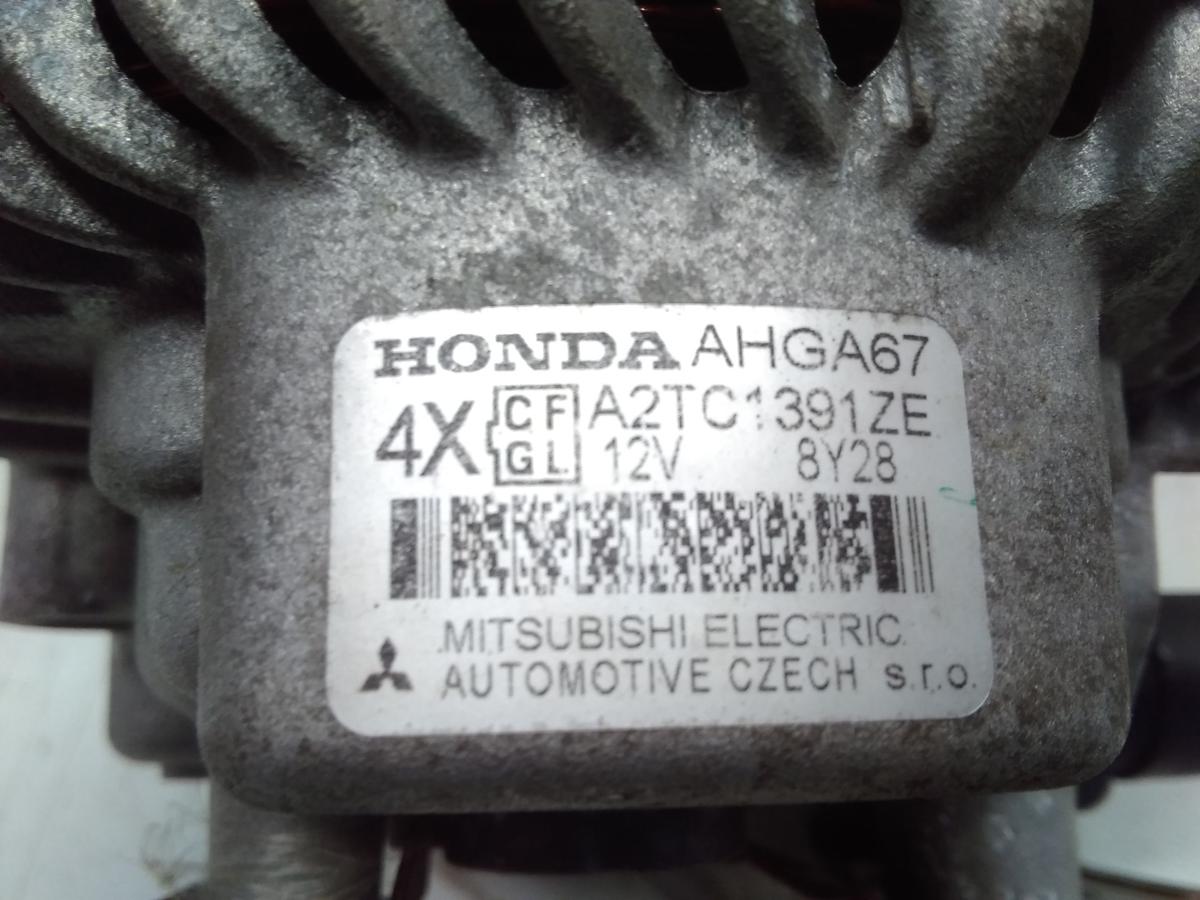 HONDA AHGA67
4X CF A2TC1391ZE
GL 12V 8Y28
MITSUBISHI ELECTRIC
AUTOMOTIVE CZECH s.r.o.